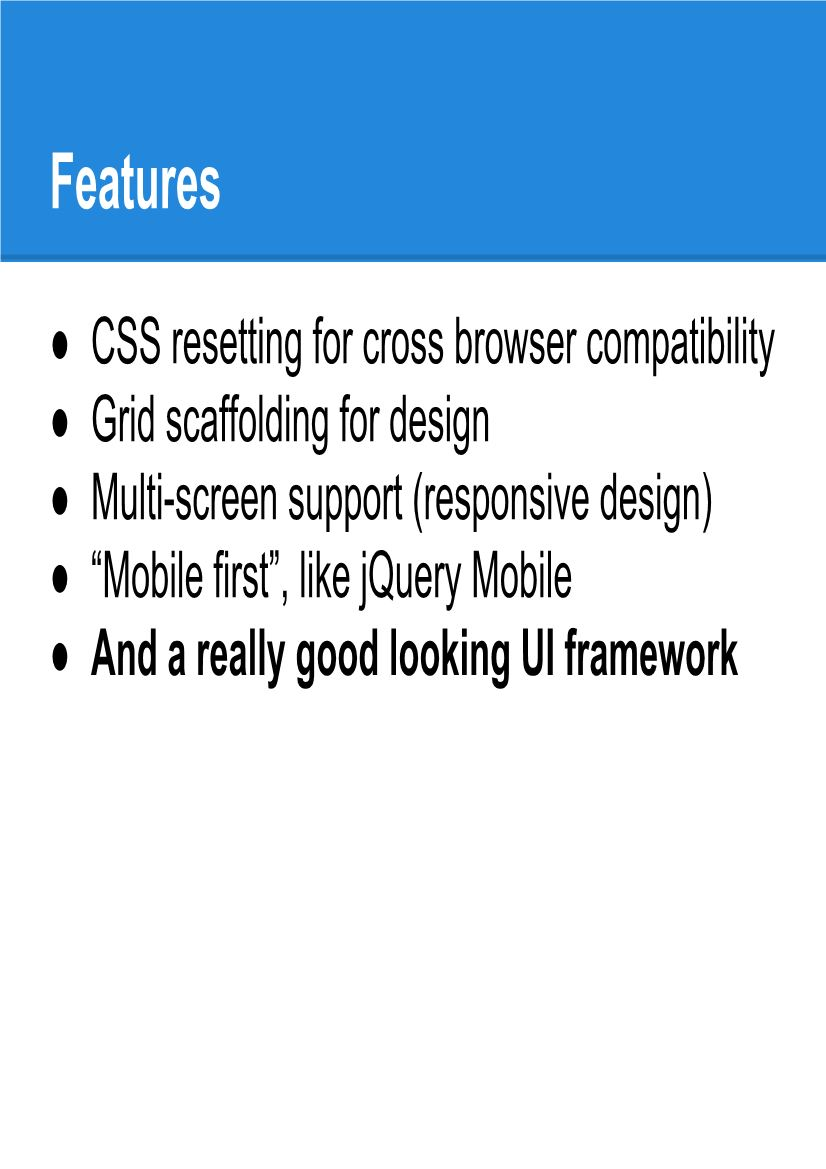 Features
● CSS resetting for cross browser compatibility
● Grid scaffolding for design
● Multi-screen support (responsive design)
● “Mobile first”, like jQuery Mobile
● And a really good looking UI framework